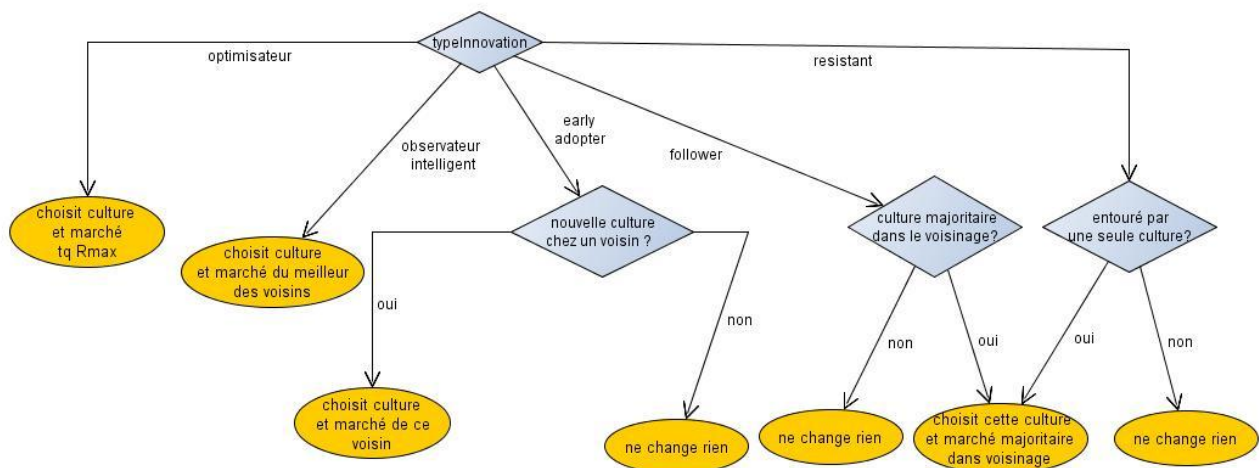 typeInnovation
optimisateur
resistant
early
adopter
observateur
intelligent
follower
choisit culture
et marché
tq Rmax
choisit culture
et marché du meilleur
des voisins
nouvelle culture
chez un voisin ?
culture majoritaire
dans le voisinage?
entouré par
une seule culture?
oui
non
non
oui
oui
non
choisit culture
et marché de ce
voisin
ne change rien
ne change rien
choisit cette culture
et marché majoritaire
dans voisinage
ne change rien